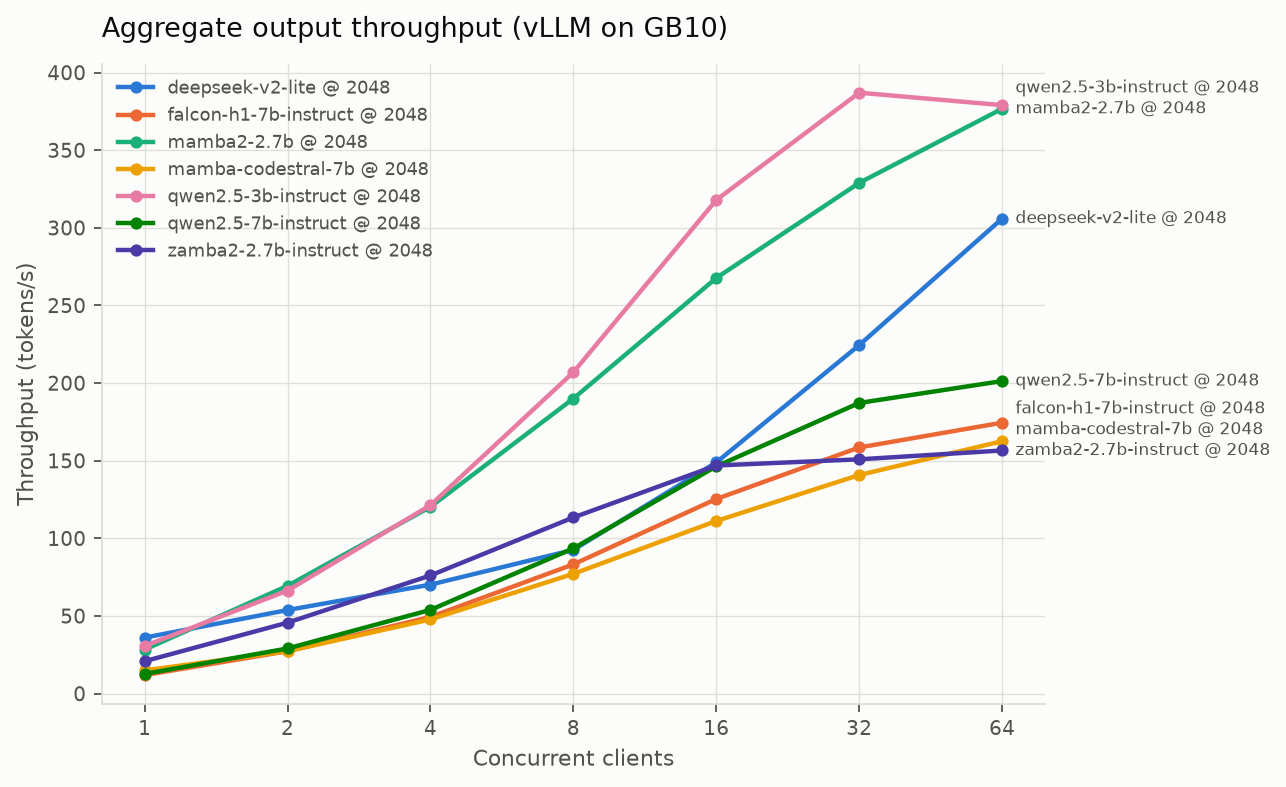 Aggregate output throughput (vLLM on GB10)
deepseek-v2-lite @ 2048
falcon-h1-7b-instruct @ 2048
mamba2-2.7b @ 2048
mamba-codestral-7b @ 2048
qwen2.5-3b-instruct @ 2048
qwen2.5-7b-instruct @ 2048
zamba2-2.7b-instruct @ 2048
400
350
300
250
200
150
100
50
0
Throughput (tokens/s)
qwen2.5-3b-instruct @ 2048
mamba2-2.7b @ 2048
deepseek-v2-lite @ 2048
qwen2.5-7b-instruct @ 2048
falcon-h1-7b-instruct @ 2048
mamba-codestral-7b @ 2048
zamba2-2.7b-instruct @ 2048
1 2 4 8 16 32 64
Concurrent clients